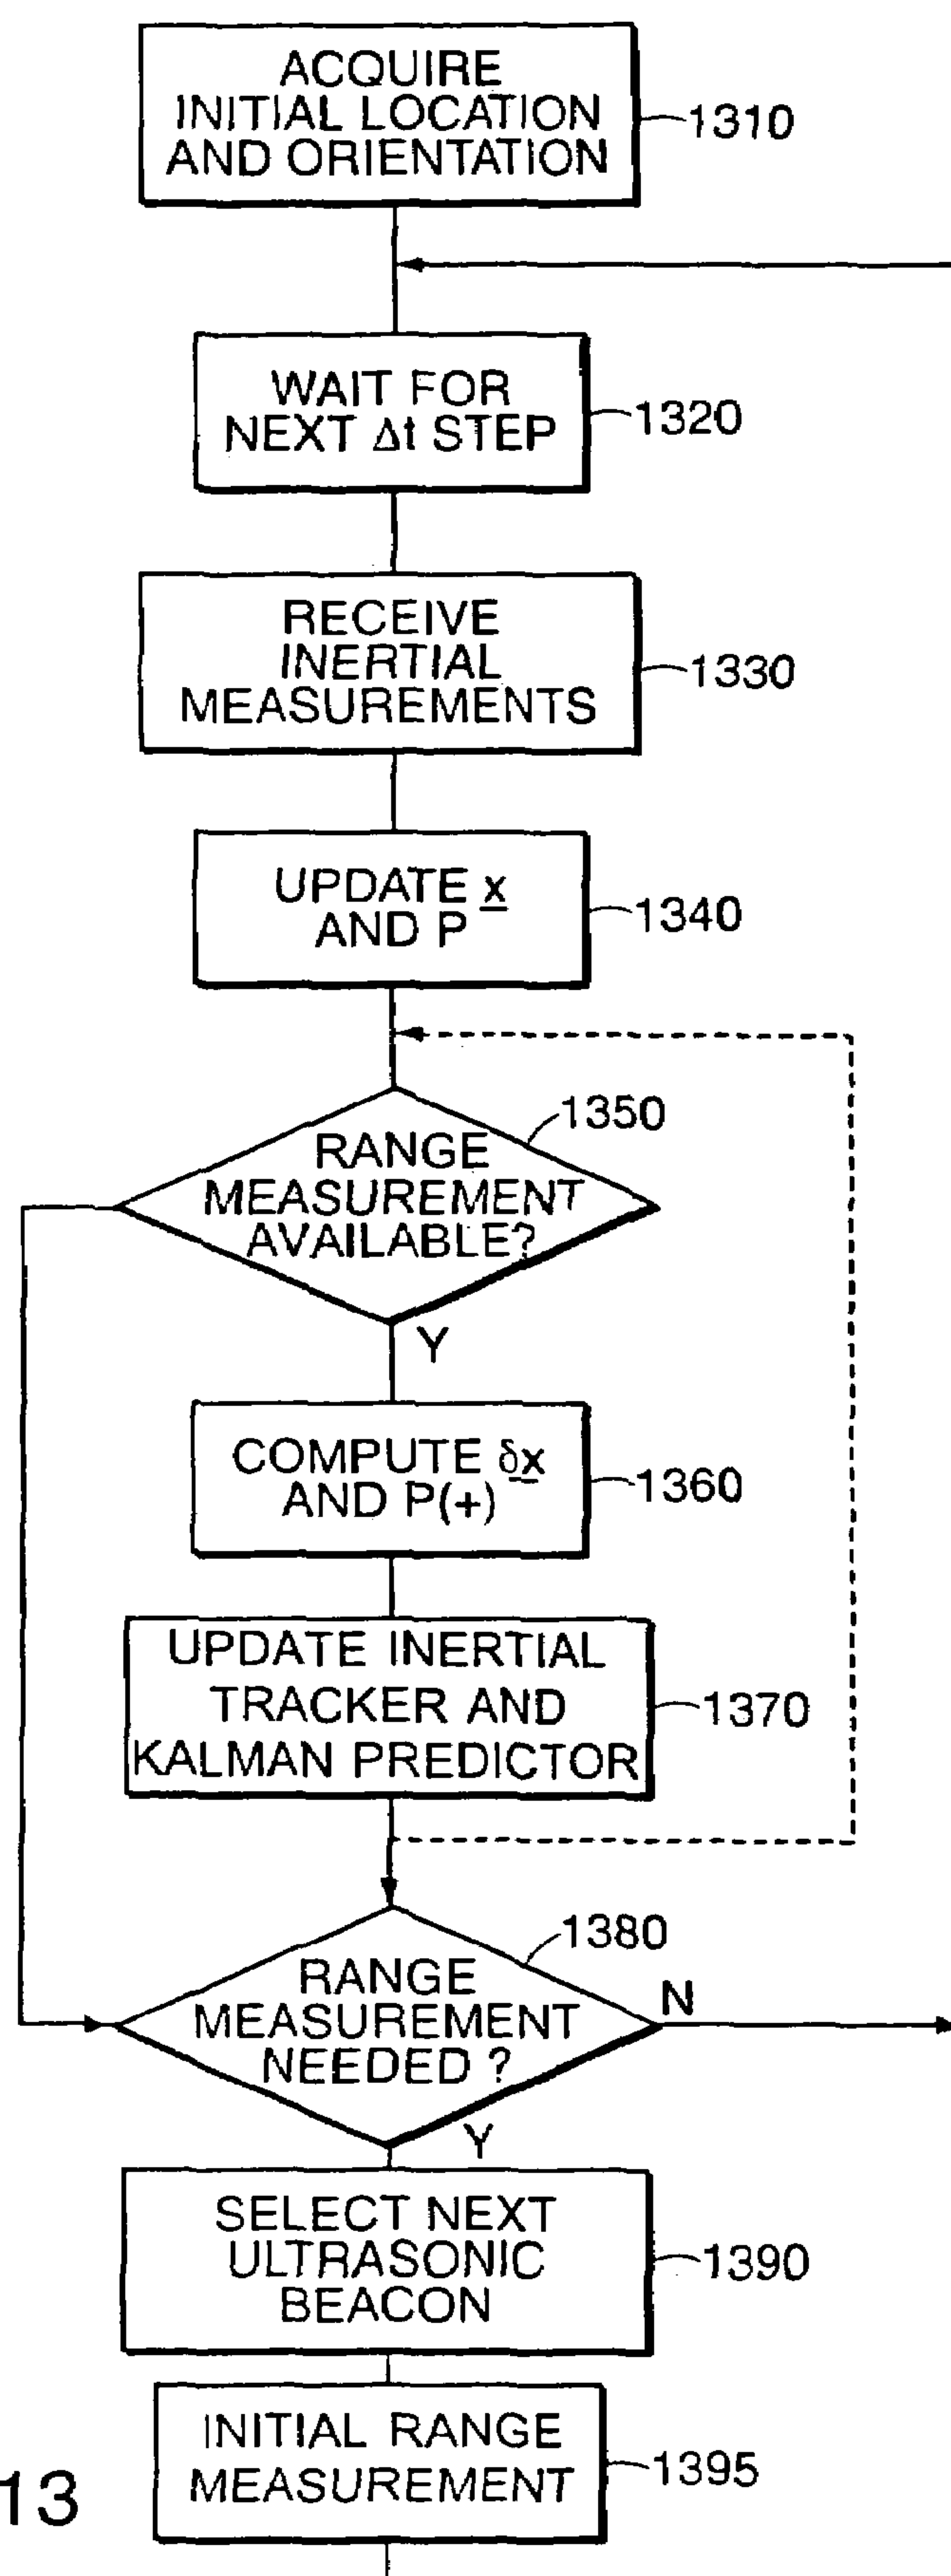 ACQUIRE
INITIAL LOCATION
AND ORIENTATION
1310
WAIT FOR
NEXT Δt STEP
1320
RECEIVE
INERTIAL
MEASUREMENTS
1330
UPDATE x
AND P
1340
1350
RANGE
MEASUREMENT
AVAILABLE?
Y
COMPUTE δx
AND P(+)
1360
UPDATE INERTIAL
TRACKER AND
KALMAN PREDICTOR
1370
1380
RANGE
MEASUREMENT
NEEDED ?
N
Y
SELECT NEXT
ULTRASONIC
BEACON
1390
INITIAL RANGE
MEASUREMENT
1395
13